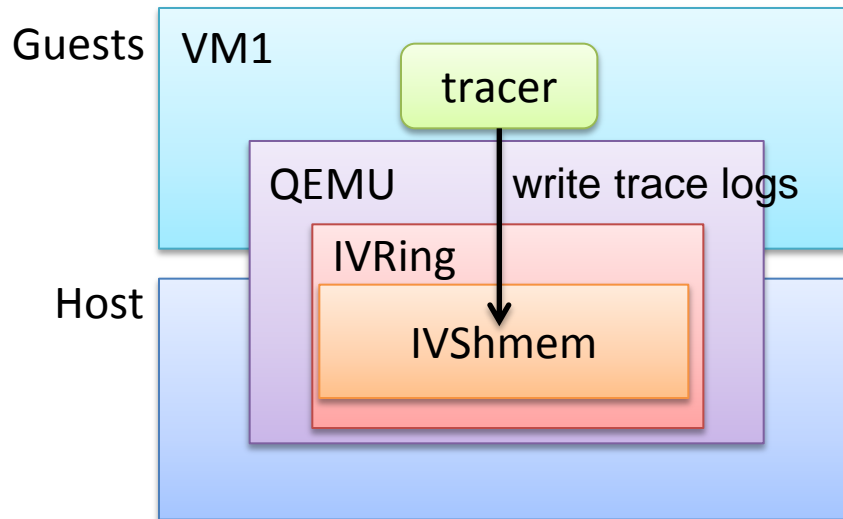 Guests
VM1
tracer
QEMU
write trace logs
IVRing
Host
IVShmem